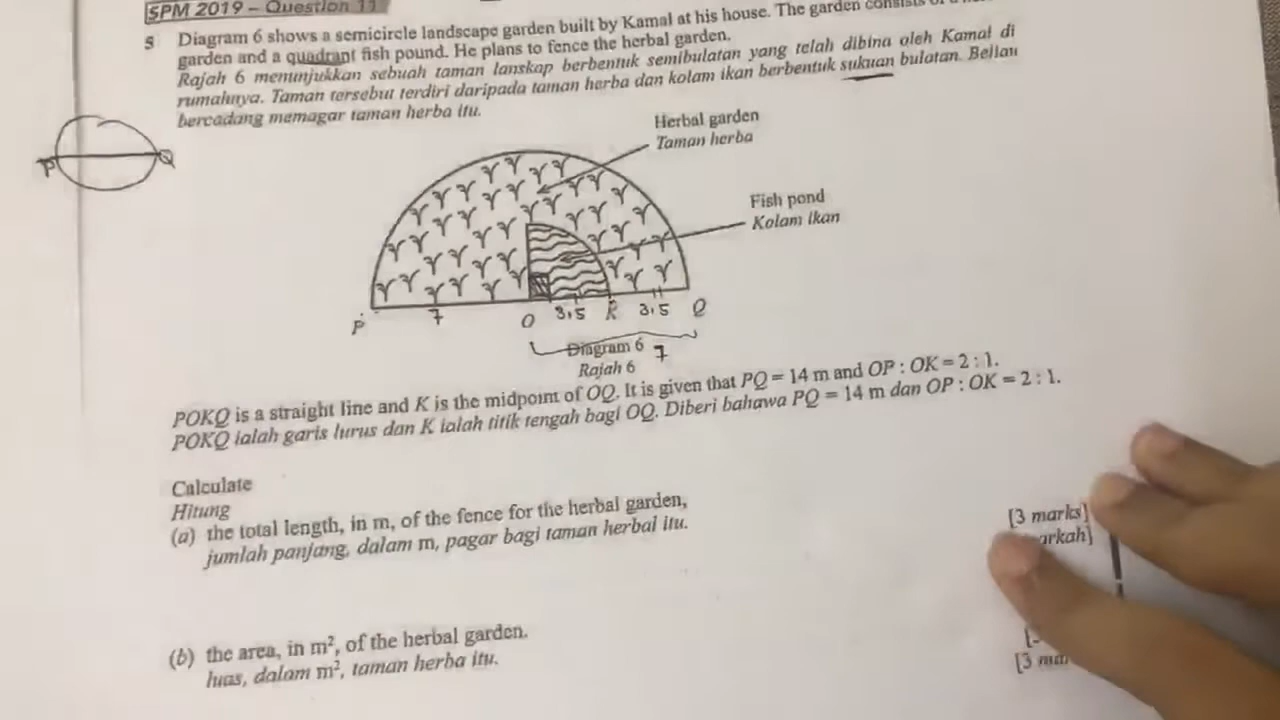 SPM 2019 – Question 11
5 Diagram 6 shows a semicircle landscape garden built by Kamal at his house. The garden consists of a
garden and a quadrant fish pound. He plans to fence the herbal garden.
Rajah 6 menunjukkan sebuah taman lanskap berbentuk semibulatan yang telah dibina oleh Kamal di
rumahnya. Taman tersebut terdiri daripada taman herba dan kolam ikan berbentuk sukuan bulatan. Beliau
bercadang memagar taman herba itu.
Herbal garden
Taman herba
P Q
Fish pond
Kolam ikan
P 7 O 3.5 K 3.5 Q
Diagram 6 7
Rajah 6
POKQ is a straight line and K is the midpoint of OQ. It is given that PQ = 14 m and OP : OK = 2 : 1.
POKQ ialah garis lurus dan K ialah titik tengah bagi OQ. Diberi bahawa PQ = 14 m dan OP : OK = 2 : 1.
Calculate
Hitung
(a) the total length, in m, of the fence for the herbal garden,
jumlah panjang, dalam m, pagar bagi taman herbal itu.
[3 marks]
(b) the area, in m², of the herbal garden.
luas, dalam m², taman herba itu.
[3